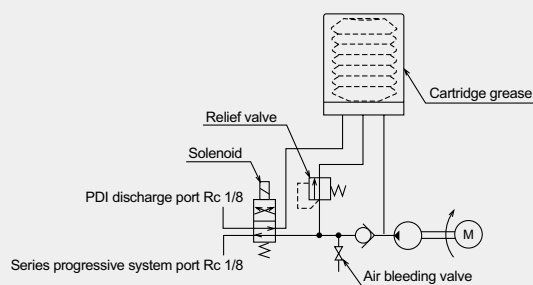 Cartridge grease
Relief valve
Solenoid
PDI discharge port Rc 1/8
M
Series progressive system port Rc 1/8
Air bleeding valve